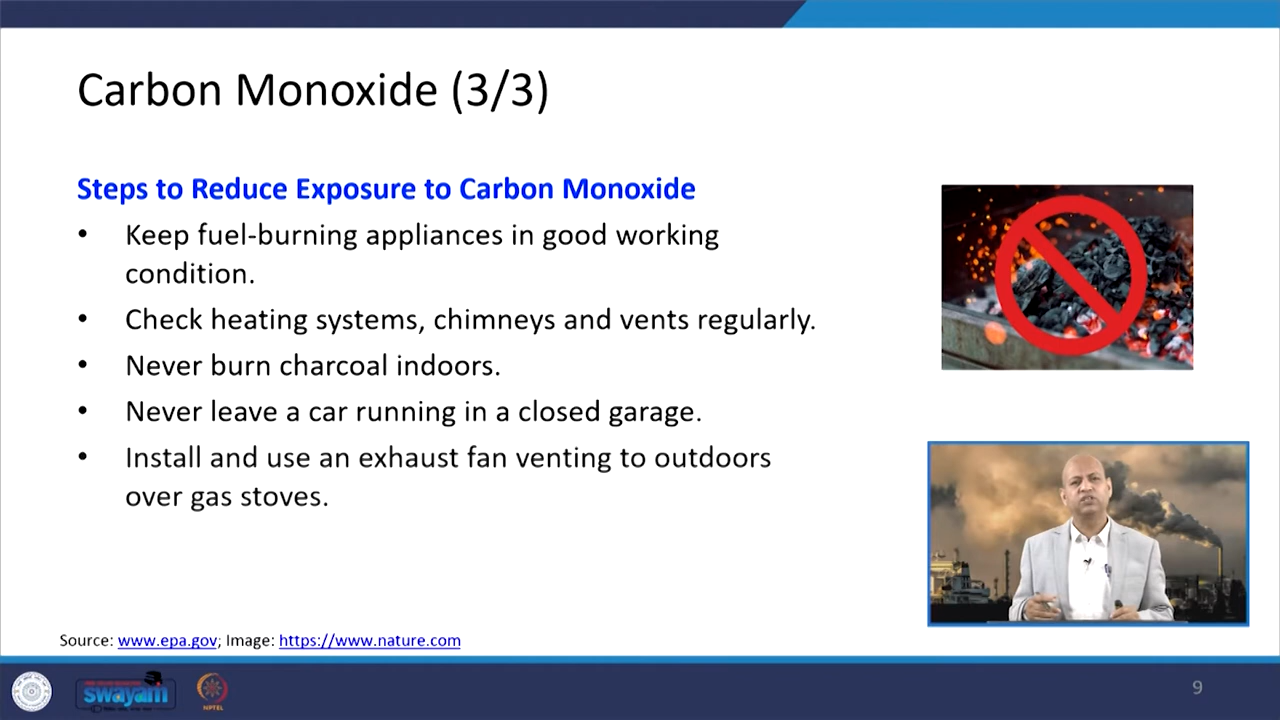 Carbon Monoxide (3/3)
Steps to Reduce Exposure to Carbon Monoxide
• Keep fuel-burning appliances in good working
condition.
• Check heating systems, chimneys and vents regularly.
• Never burn charcoal indoors.
• Never leave a car running in a closed garage.
• Install and use an exhaust fan venting to outdoors
over gas stoves.
Source: www.epa.gov; Image: https://www.nature.com
swayam
NPTEL
9